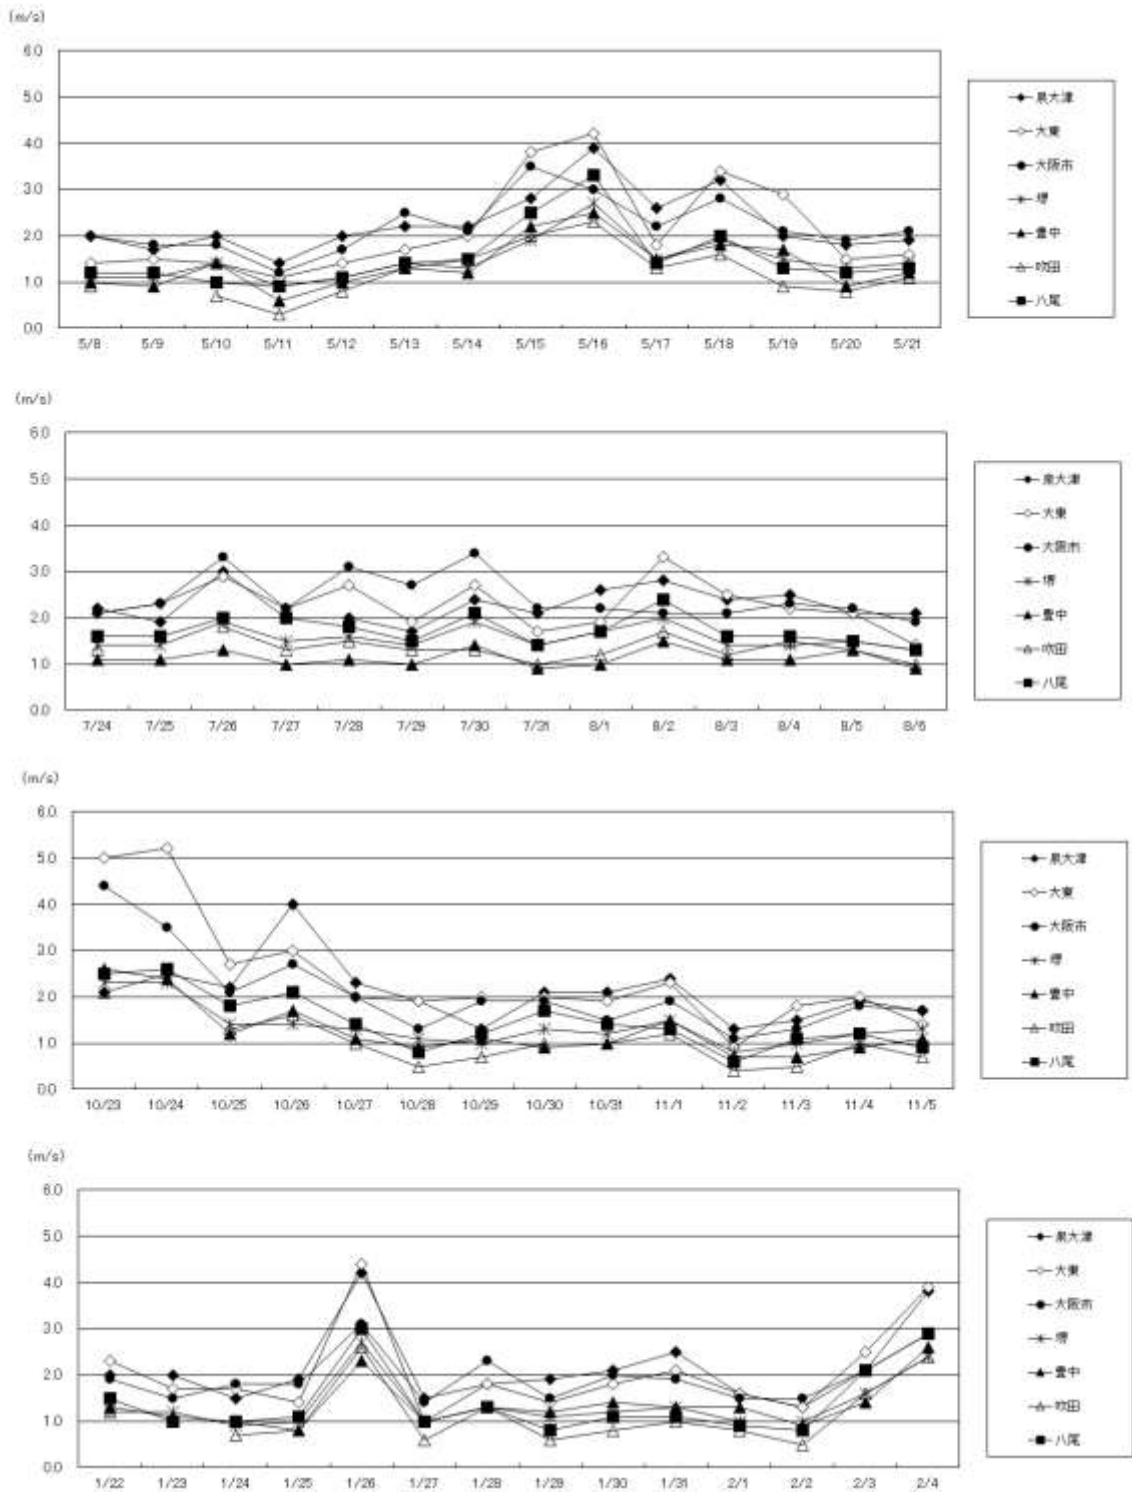 (m/s)
6.0
5.0
4.0
3.0
2.0
1.0
0.0
5/8 5/9 5/10 5/11 5/12 5/13 5/14 5/15 5/16 5/17 5/18 5/19 5/20 5/21
泉大津
大東
大阪市
堺
豊中
吹田
八尾
(m/s)
6.0
5.0
4.0
3.0
2.0
1.0
0.0
7/24 7/25 7/26 7/27 7/28 7/29 7/30 7/31 8/1 8/2 8/3 8/4 8/5 8/6
泉大津
大東
大阪市
堺
豊中
吹田
八尾
(m/s)
6.0
5.0
4.0
3.0
2.0
1.0
0.0
10/23 10/24 10/25 10/26 10/27 10/28 10/29 10/30 10/31 11/1 11/2 11/3 11/4 11/5
泉大津
大東
大阪市
堺
豊中
吹田
八尾
(m/s)
6.0
5.0
4.0
3.0
2.0
1.0
0.0
1/22 1/23 1/24 1/25 1/26 1/27 1/28 1/29 1/30 1/31 2/1 2/2 2/3 2/4
泉大津
大東
大阪市
堺
豊中
吹田
八尾